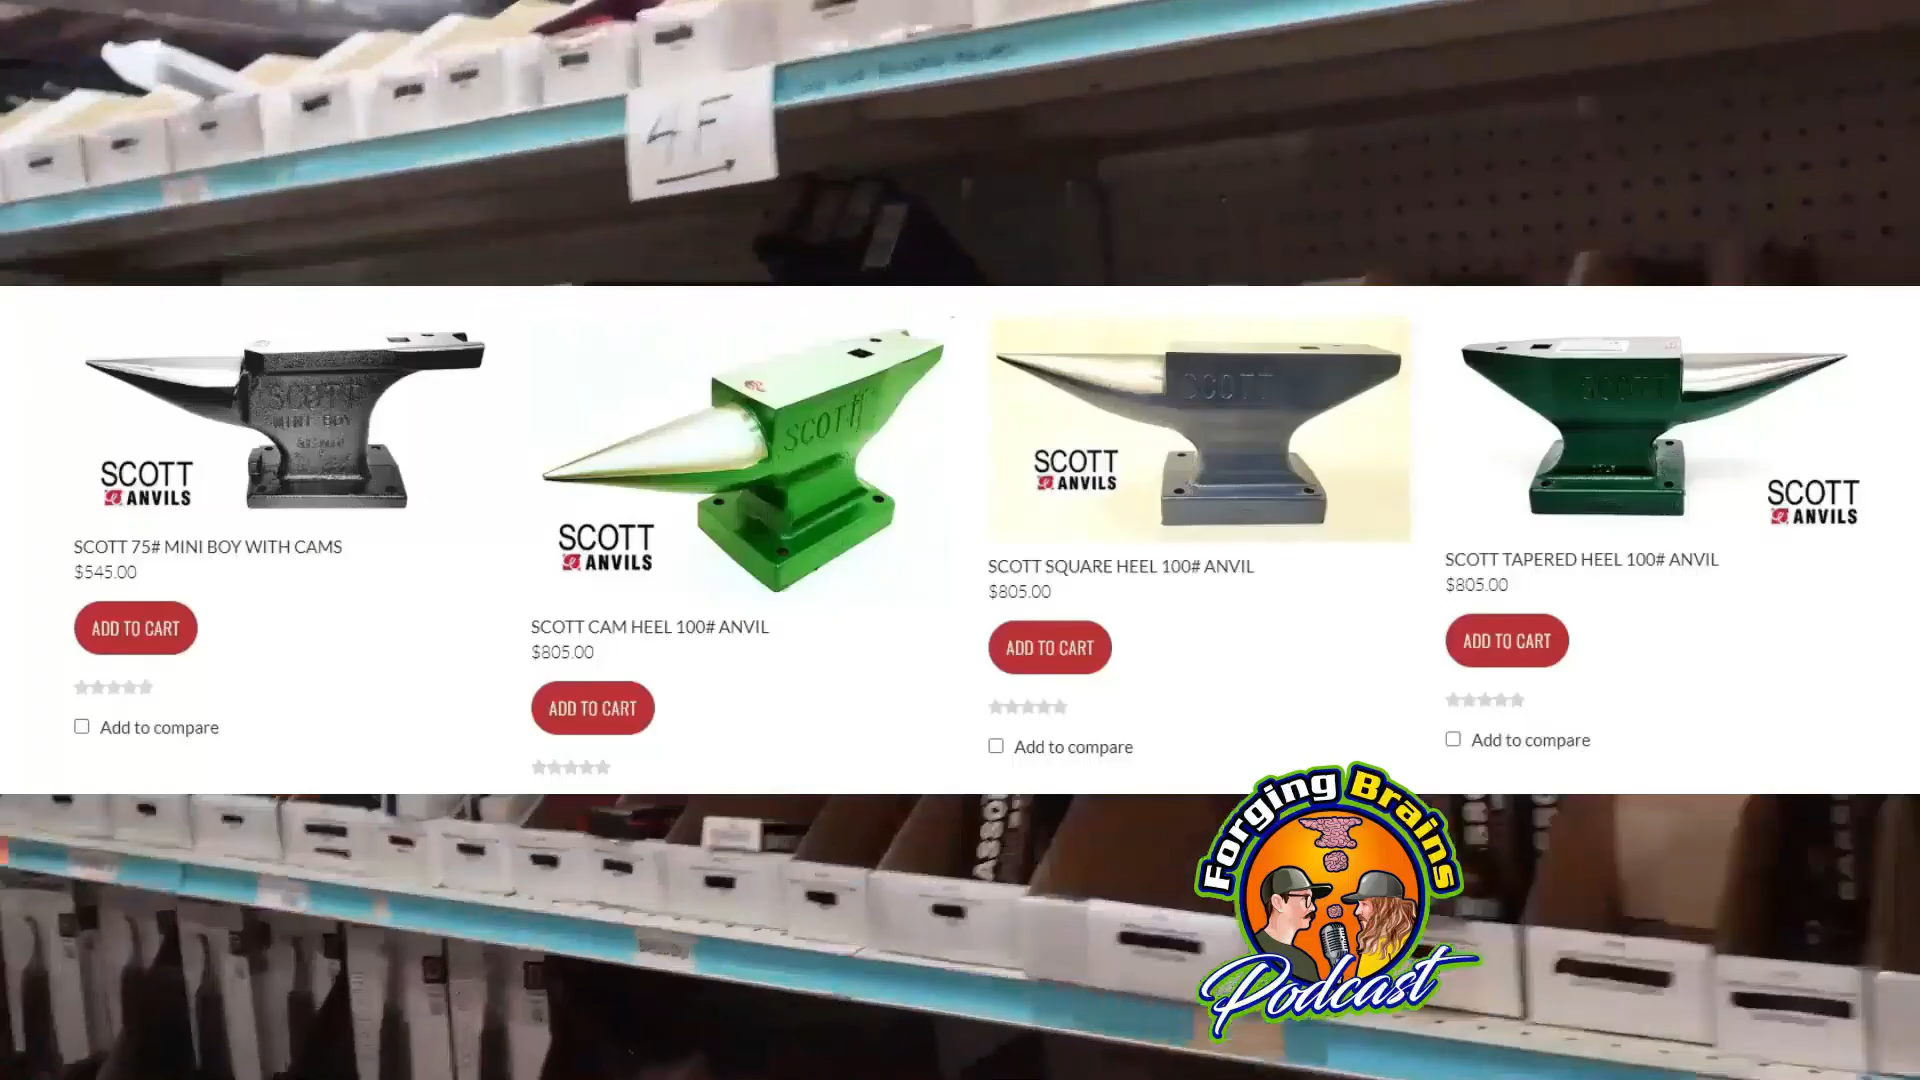 4F
SCOTT
MINI BOY
SCOTT
ANVILS
SCOTT 75# MINI BOY WITH CAMS
$545.00
ADD TO CART
Add to compare
SCOTT
SCOTT
ANVILS
SCOTT CAM HEEL 100# ANVIL
$805.00
ADD TO CART
SCOTT
SCOTT
ANVILS
SCOTT SQUARE HEEL 100# ANVIL
$805.00
ADD TO CART
Add to compare
SCOTT
SCOTT
ANVILS
SCOTT TAPERED HEEL 100# ANVIL
$805.00
ADD TO CART
Add to compare
Forging Brains
Podcast